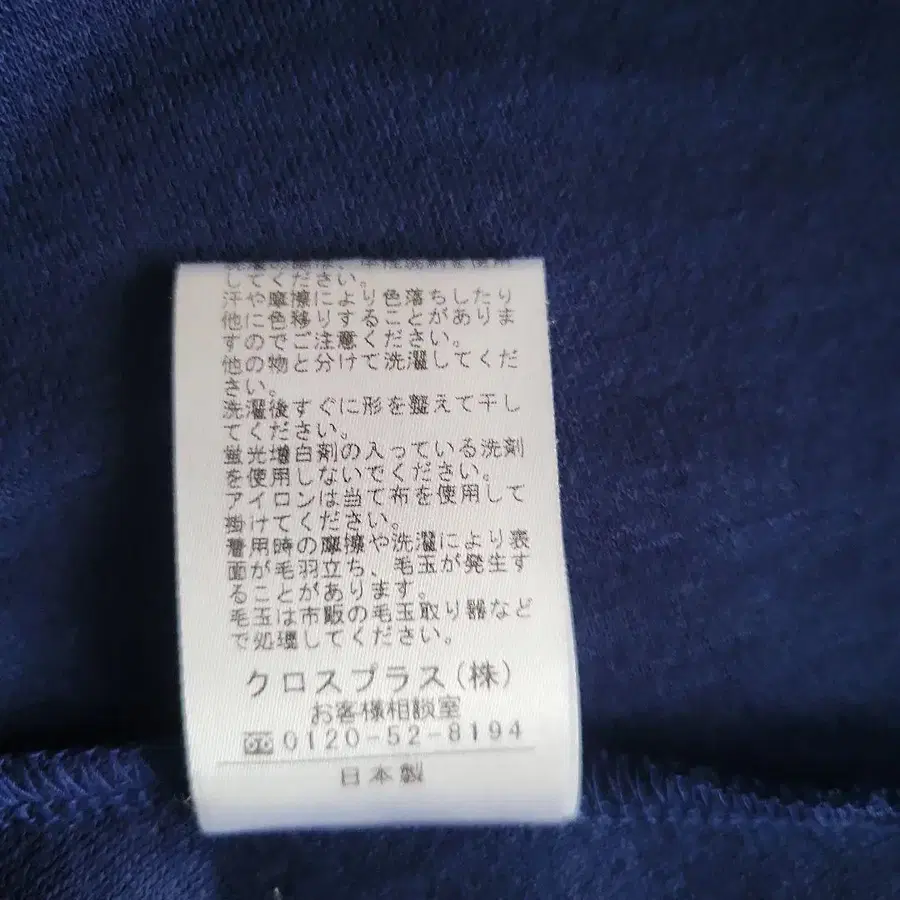 中性洗剤を使用
してください。
汗や摩擦により色落ちしたり
他に色移りすることがありま
すのでご注意ください。
他の物と分けて洗濯してくだ
さい。
洗濯後すぐに形を整えて干し
てください。
蛍光増白剤の入っている洗剤
を使用しないでください。
アイロンは当て布を使用して
掛けてください。
着用時の摩擦や洗濯により表
面が毛羽立ち、毛玉が発生す
ることがあります。
毛玉は市販の毛玉取り器など
で処理してください。
クロスプラス(株)
お客様相談室
0120-52-8194
日本製